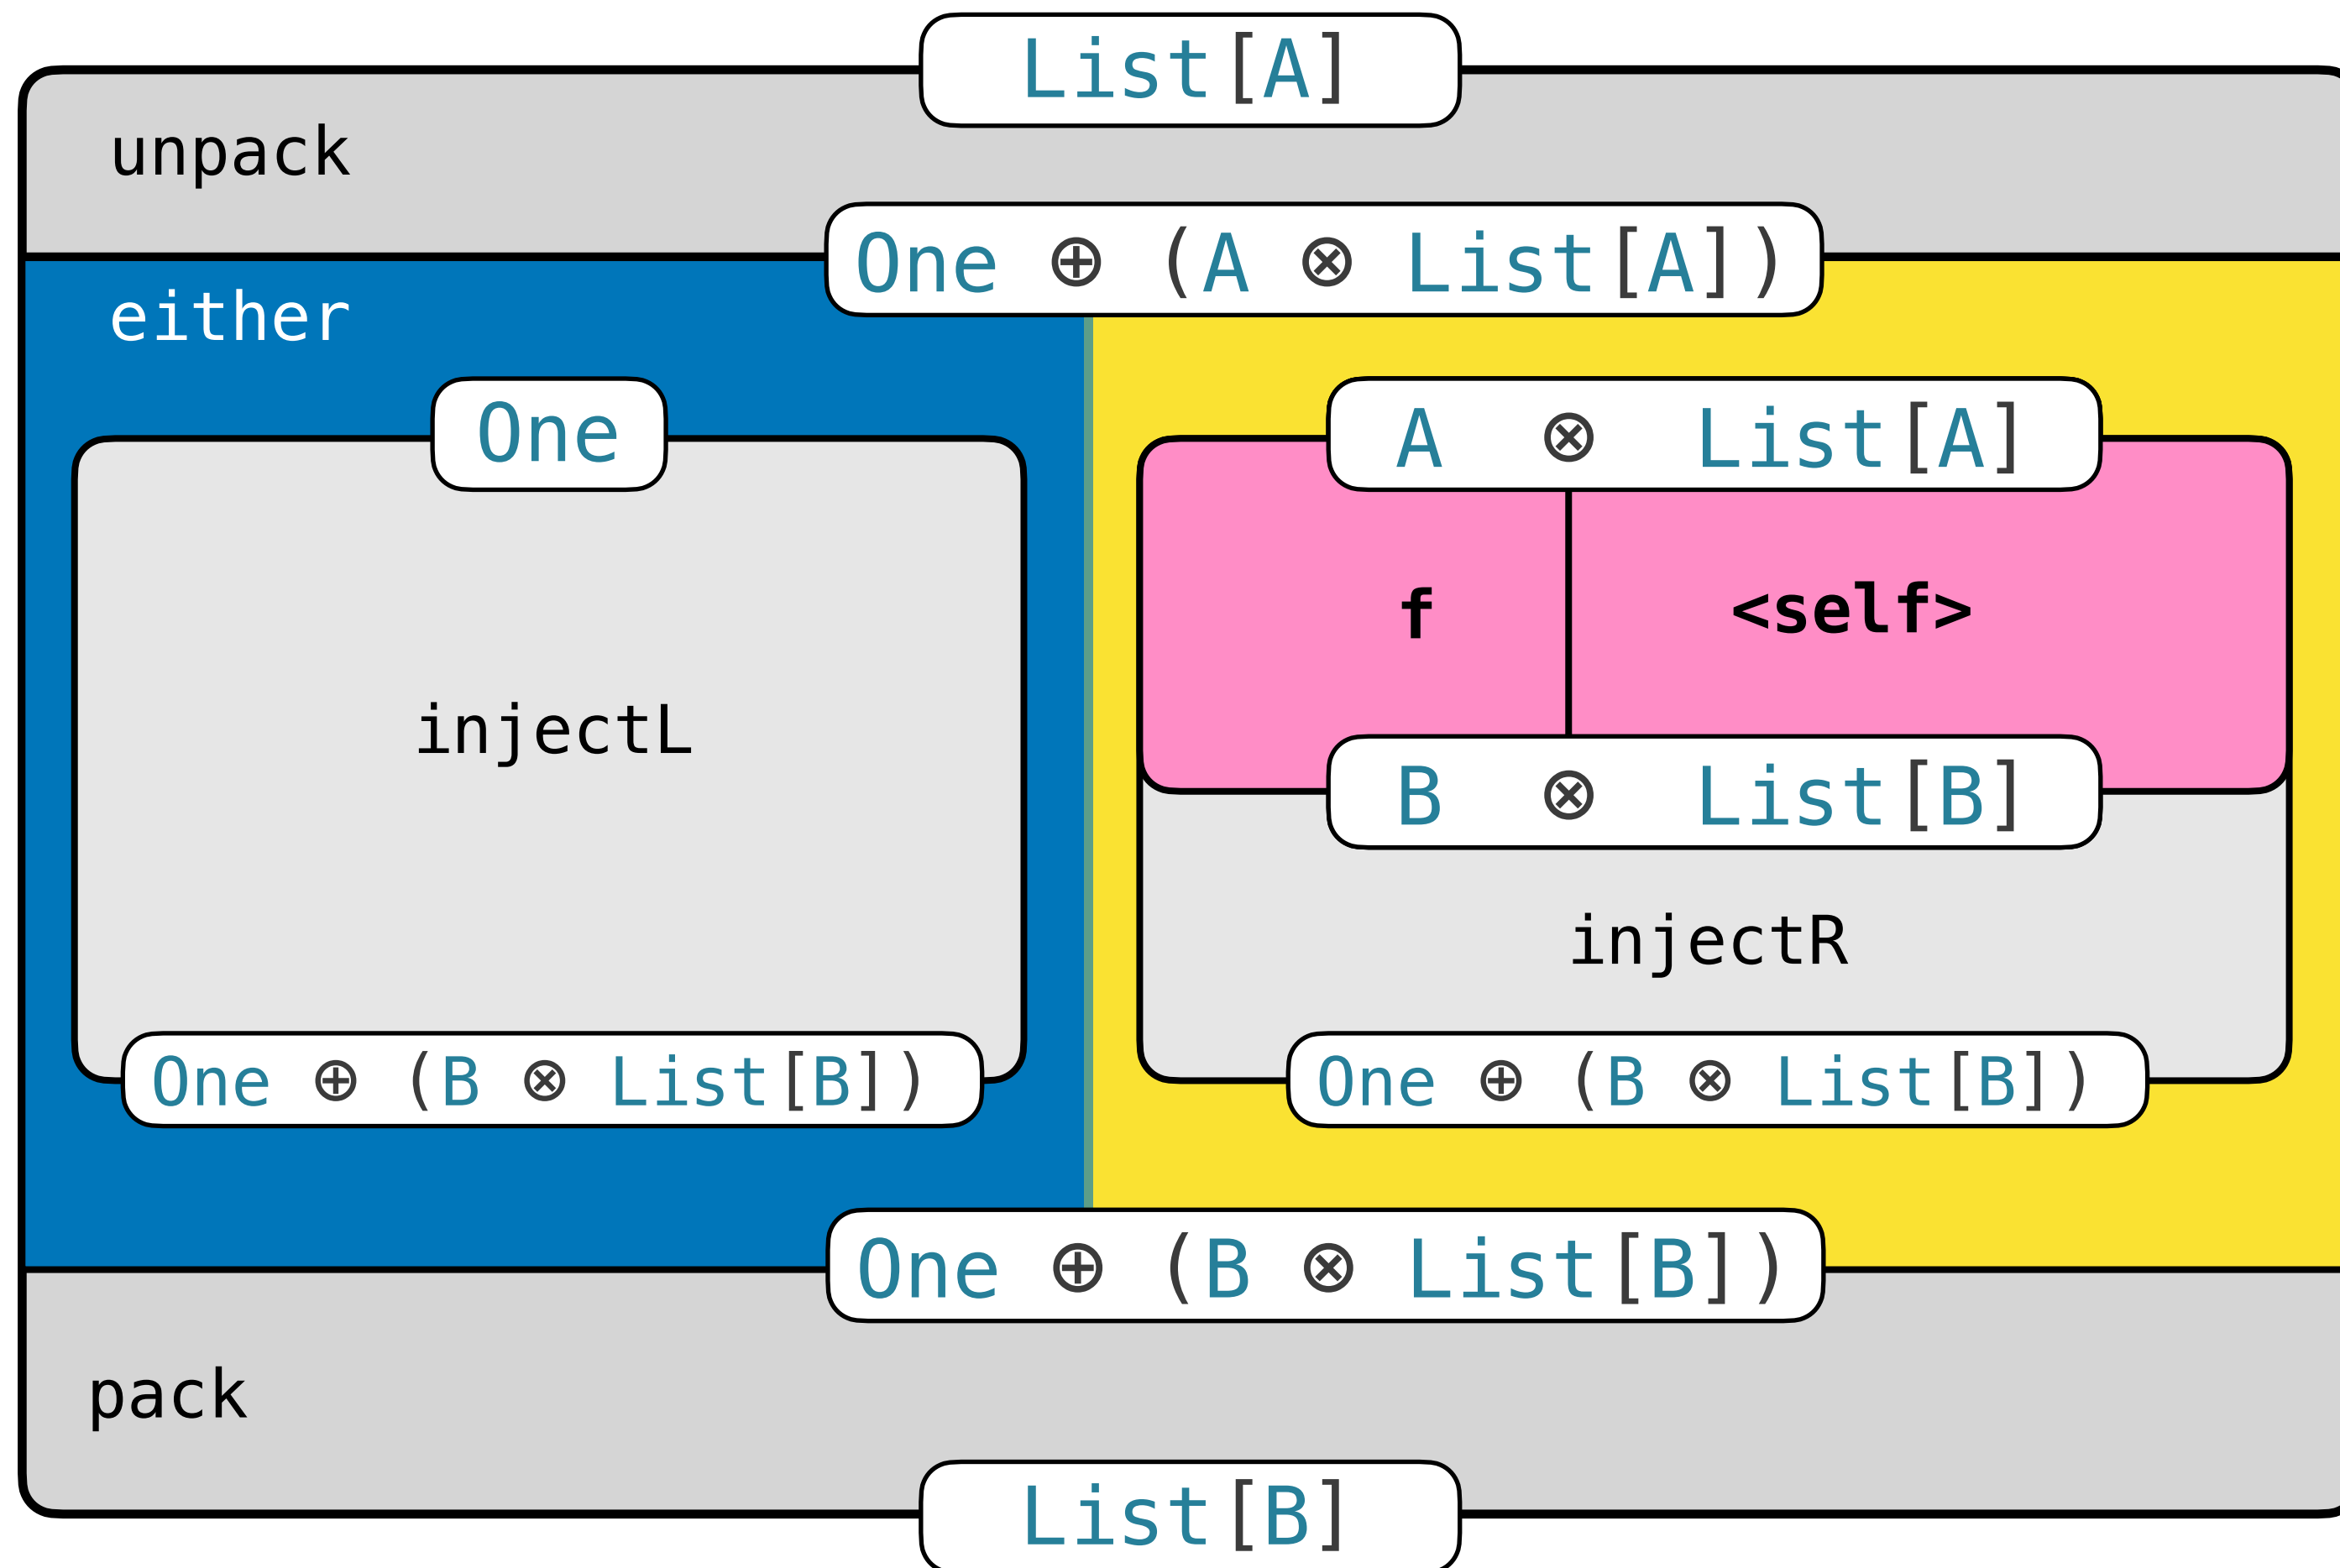 List[A]
unpack
One ⊕ (A ⊗ List[A])
either
One
A ⊗ List[A]
f
<self>
injectL
B ⊗ List[B]
injectR
One ⊕ (B ⊗ List[B])
One ⊕ (B ⊗ List[B])
One ⊕ (B ⊗ List[B])
pack
List[B]